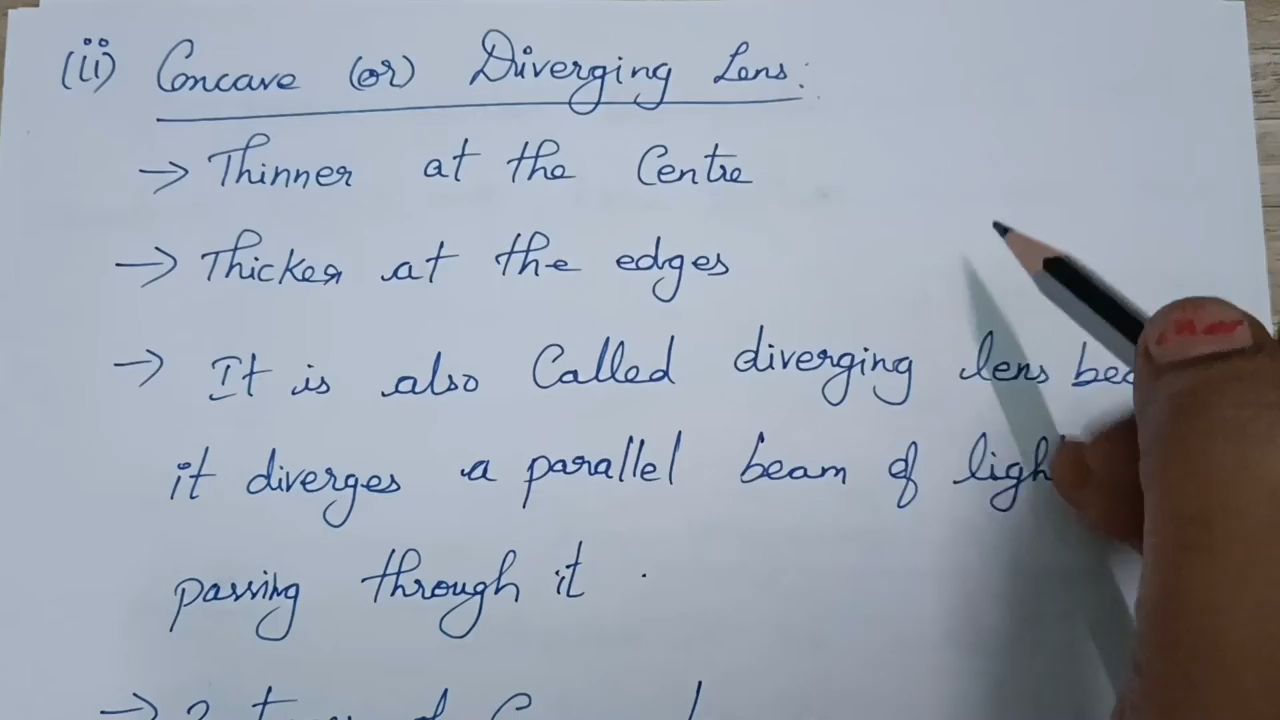 (ii) Concave (or) Diverging Lens:
→ Thinner at the Centre
→ Thicker at the edges
→ It is also Called diverging lens
it diverges a parallel beam of
passing through it .
→